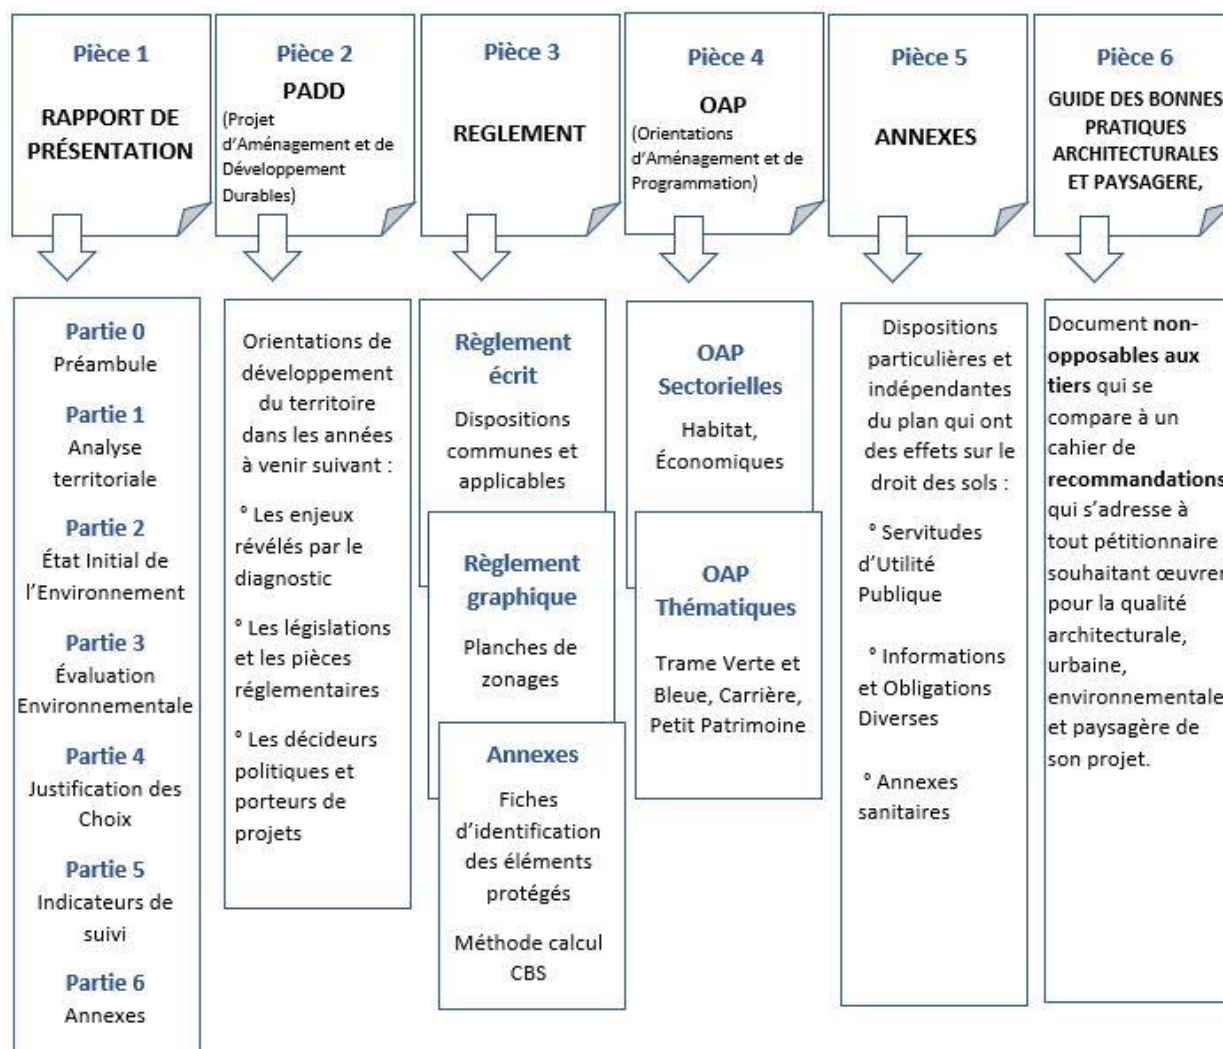 Pièce 1
RAPPORT DE
PRÉSENTATION
Pièce 2
PADD
(Projet
d’Aménagement et de
Développement
Durables)
Pièce 3
REGLEMENT
Pièce 4
OAP
(Orientations
d’Aménagement et de
Programmation)
Pièce 5
ANNEXES
Pièce 6
GUIDE DES BONNES
PRATIQUES
ARCHITECTURALES
ET PAYSAGERE,
Partie 0
Préambule
Partie 1
Analyse
territoriale
Partie 2
État Initial de
l’Environnement
Partie 3
Évaluation
Environnementale
Partie 4
Justification des
Choix
Partie 5
Indicateurs de
suivi
Partie 6
Annexes
Orientations de
développement
du territoire
dans les années
à venir suivant :
° Les enjeux
révélés par le
diagnostic
° Les législations
et les pièces
réglementaires
° Les décideurs
politiques et
porteurs de
projets
Règlement
écrit
Dispositions
communes et
applicables
Règlement
graphique
Planches de
zonages
Annexes
Fiches
d’identification
des éléments
protégés
Méthode calcul
CBS
OAP
Sectorielles
Habitat,
Économiques
OAP
Thématiques
Trame Verte et
Bleue, Carrière,
Petit Patrimoine
Dispositions
particulières et
indépendantes
du plan qui ont
des effets sur le
droit des sols :
° Servitudes
d’Utilité
Publique
° Informations
et Obligations
Diverses
° Annexes
sanitaires
Document non-
opposables aux
tiers qui se
compare à un
cahier de
recommandations
qui s’adresse à
tout pétitionnaire
souhaitant œuvrer
pour la qualité
architecturale,
urbaine,
environnementale
et paysagère de
son projet.